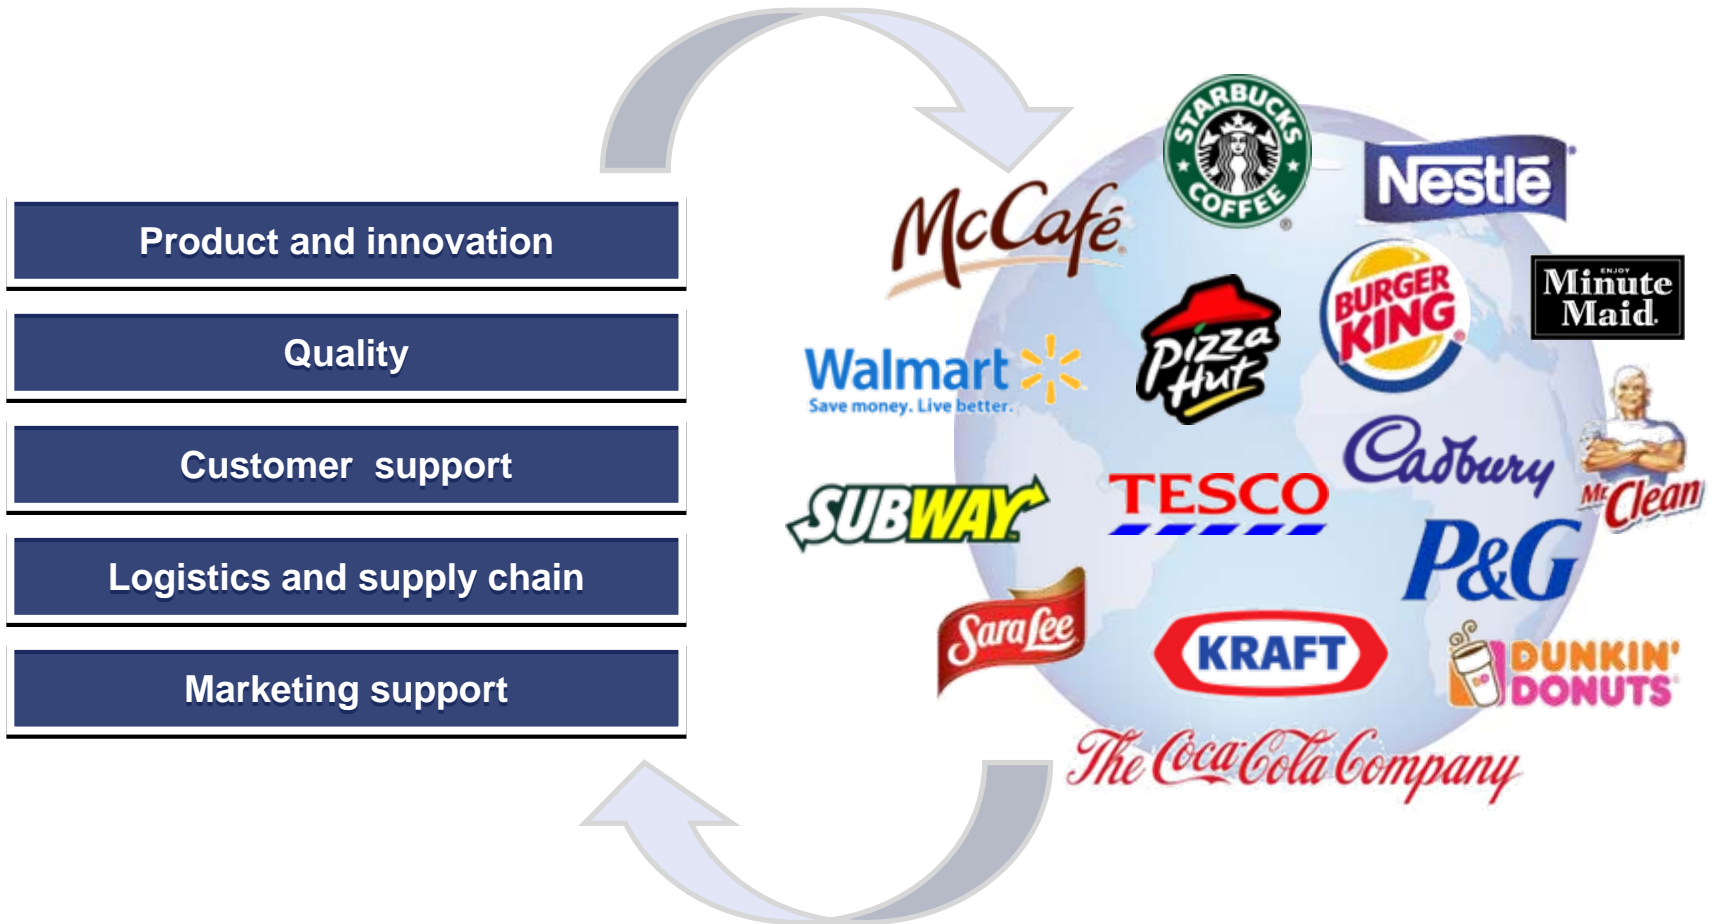 Product and innovation
Quality
Customer  support
Logistics and supply chain
Marketing support
STARBUCKS
COFFEE
®
Nestlé
®
McCafé
®
BURGER
KING
®
ENJOY
Minute
Maid
Pizza
Hut
Walmart
Save money. Live better.
Cadbury
Mr. Clean
SUBWAY
TESCO
P&G
Sara Lee
KRAFT
DUNKIN'
DONUTS
The Coca-Cola Company